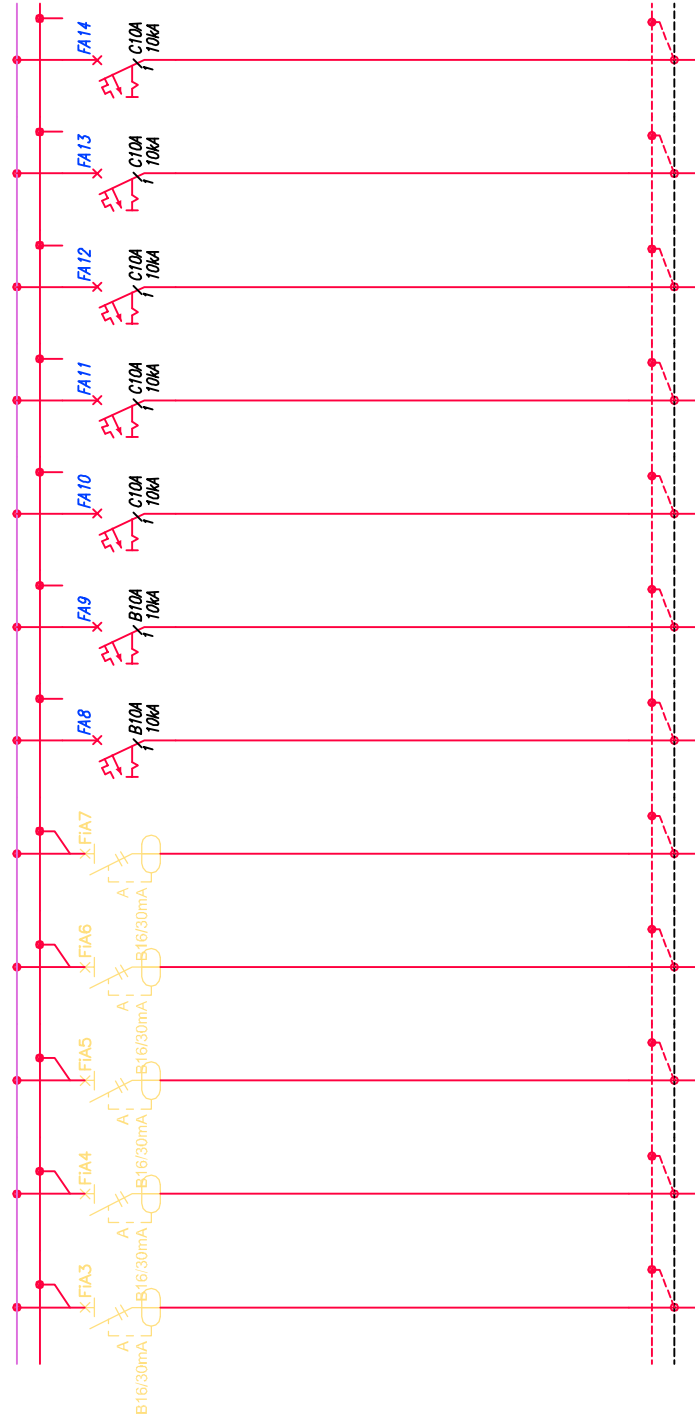 FA14
C10A
10kA
FA13
C10A
10kA
FA12
C10A
10kA
FA11
C10A
10kA
FA10
C10A
10kA
FA9
B10A
10kA
FA8
B10A
10kA
FiA7
A
B16/30mA
FiA6
A
B16/30mA
FiA5
A
B16/30mA
FiA4
A
B16/30mA
FiA3
A
B16/30mA